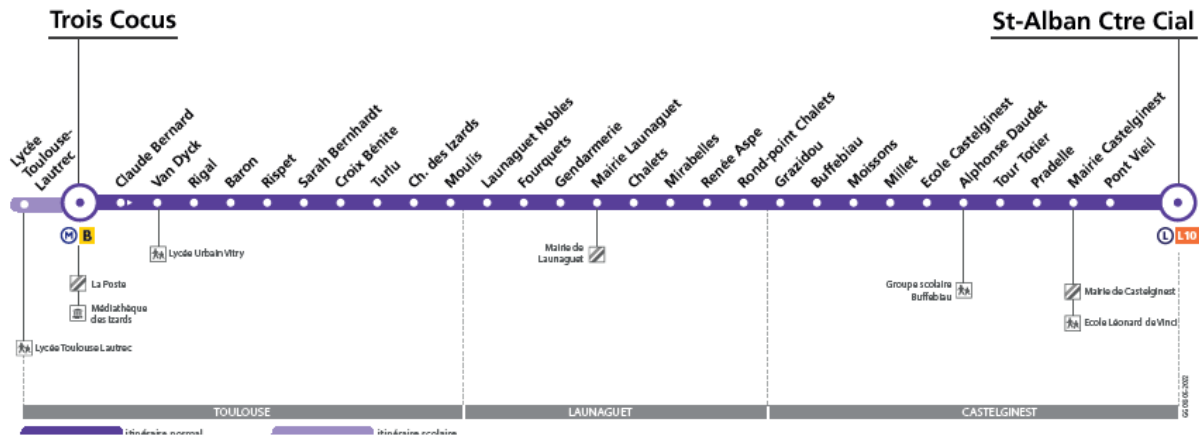 Trois Cocus
St-Alban Ctre Cial
Lycée
Toulouse-
Lautrec
Claude Bernard
Van Dyck
Rigal
Baron
Rispet
Sarah Bernhardt
Croix Bénite
Turlu
Ch. des Izards
Moulis
Launaguet Nobles
Fourquets
Gendarmerie
Mairie Launaguet
Chalets
Mirabelles
Renée Aspe
Rond-point Chalets
Grazidou
Buffebiau
Moissons
Millet
Ecole Castelginest
Alphonse Daudet
Tour Totier
Pradelle
Mairie Castelginest
Pont Vieil
M B
L L10
Lycée Urbain Vitry
La Poste
Médiathèque
des Izards
Lycée Toulouse Lautrec
Mairie de
Launaguet
Groupe scolaire
Buffebiau
Mairie de Castelginest
Ecole Léonard de Vinci
TOULOUSE
LAUNAGUET
CASTELGINEST
itinéraire normal
itinéraire scolaire